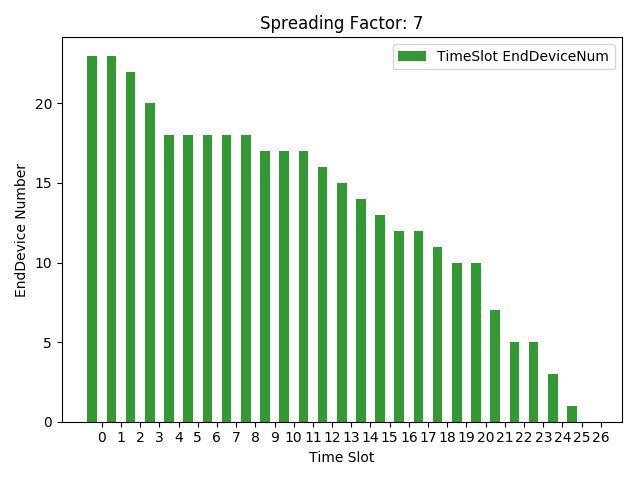 Spreading Factor: 7
TimeSlot EndDeviceNum
EndDevice Number
20
15
10
5
0
0 1 2 3 4 5 6 7 8 9 10 11 12 13 14 15 16 17 18 19 20 21 22 23 24 25 26
Time Slot